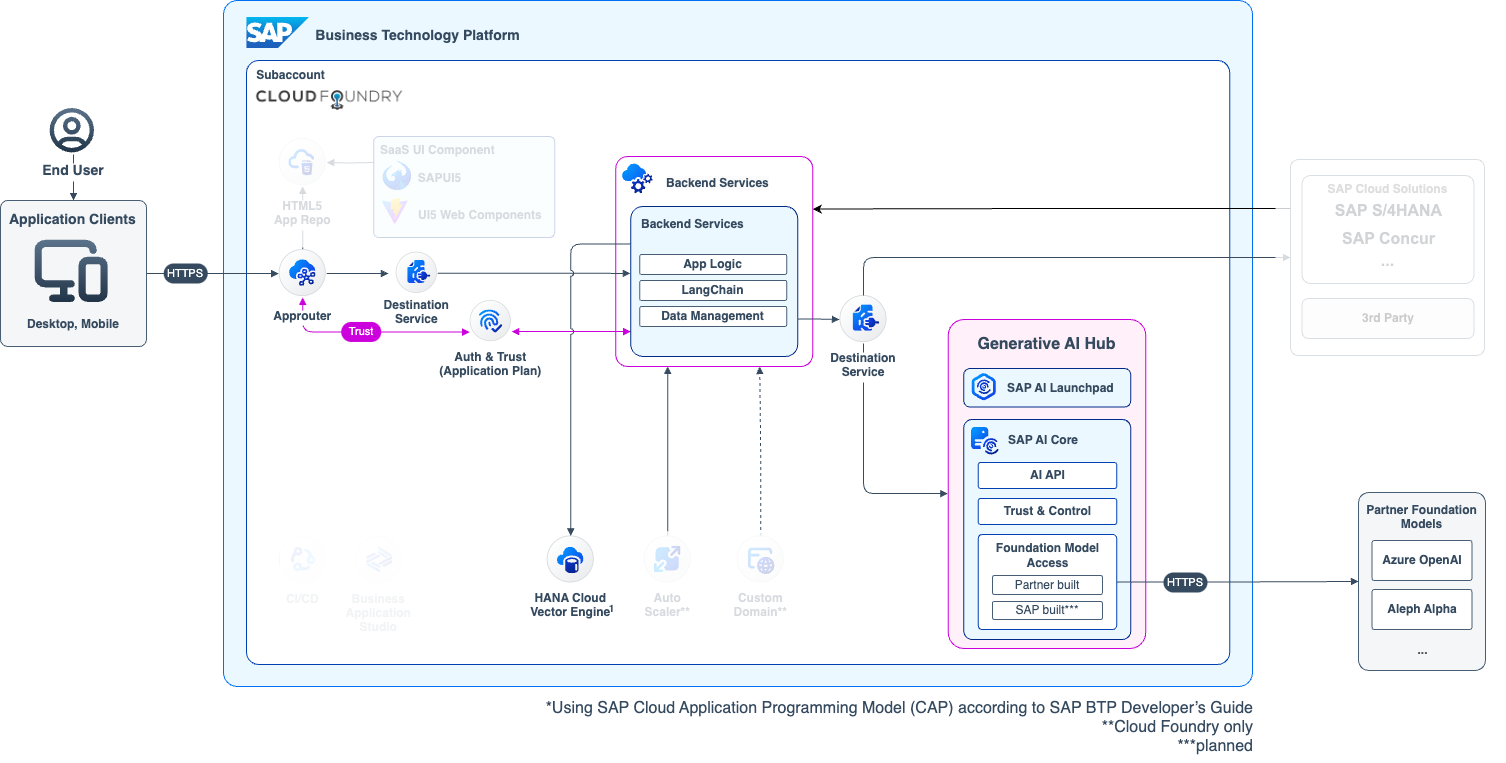 SAP
Business Technology Platform
Subaccount
CLOUD FOUNDRY
End User
Application Clients
Desktop, Mobile
HTTPS
SaaS UI Component
SAPUI5
UI5 Web Components
HTML5
App Repo
Approuter
Destination
Service
Trust
Auth & Trust
(Application Plan)
Backend Services
Backend Services
App Logic
LangChain
Data Management
Destination
Service
SAP Cloud Solutions
SAP S/4HANA
SAP Concur
...
3rd Party
Generative AI Hub
SAP AI Launchpad
SAP AI Core
AI API
Trust & Control
Foundation Model
Access
Partner built
SAP built***
HTTPS
Partner Foundation
Models
Azure OpenAI
Aleph Alpha
...
CI/CD
Business
Application
Studio
HANA Cloud
Vector Engine1
Auto
Scaler**
Custom
Domain**
*Using SAP Cloud Application Programming Model (CAP) according to SAP BTP Developer’s Guide
**Cloud Foundry only
***planned